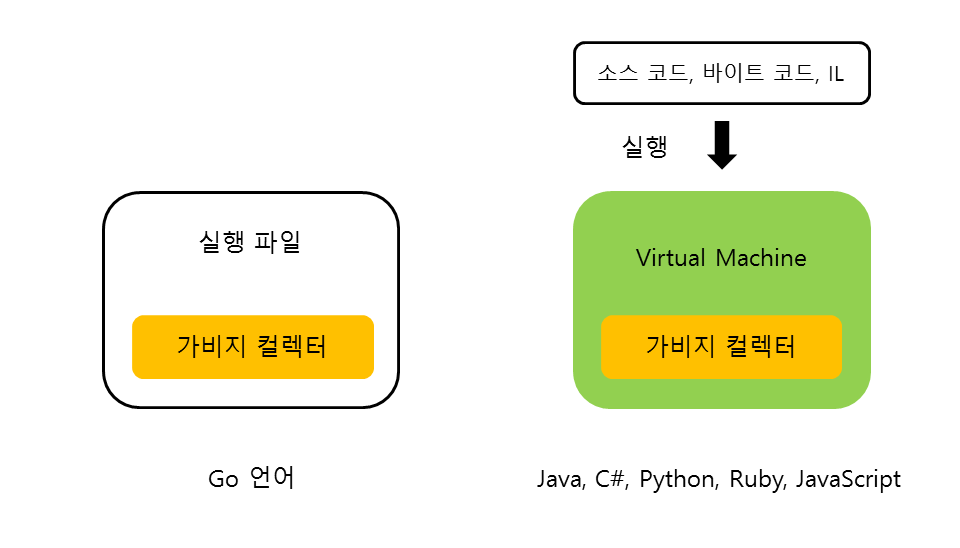 소스 코드, 바이트 코드, IL
실행
실행 파일
가비지 컬렉터
Go 언어
Virtual Machine
가비지 컬렉터
Java, C#, Python, Ruby, JavaScript